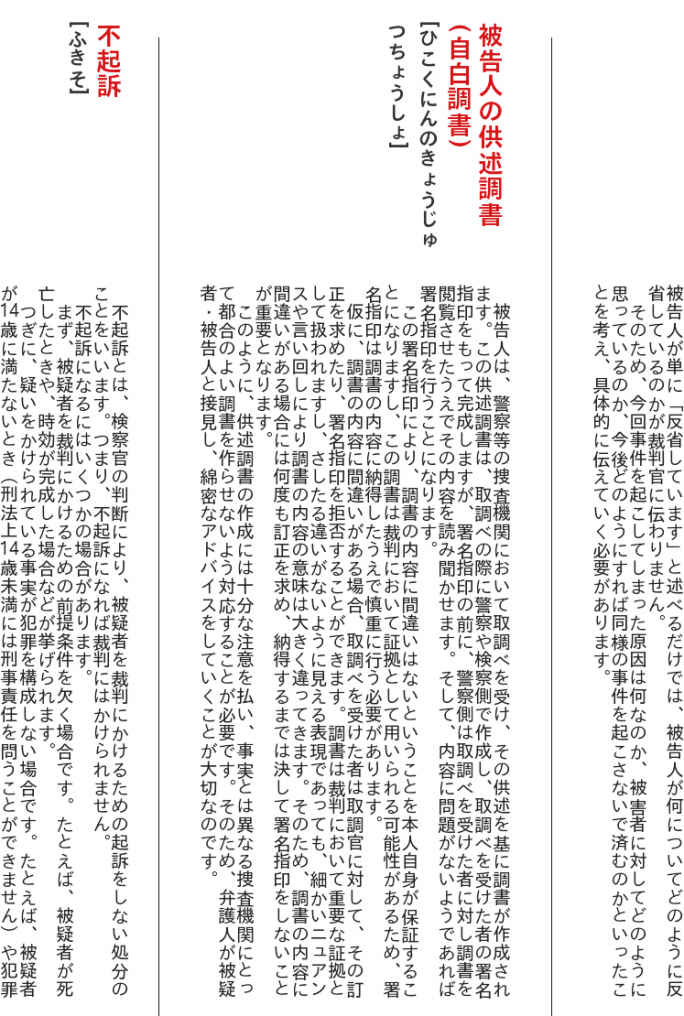 被告人が単に「反省しています」と述べるだけでは、被告人が何についてどのように反
省しているのかが裁判官に伝わりません。
そのため、今回事件を起こしてしまった原因は何なのか、被害者に対してどのように
思っているのか、今後どのようにすれば同様の事件を起こさないで済むのかといったこ
とを考え、具体的に伝えていく必要があります。
被告人の供述調書
(自白調書)
[ひこくにんのきょうじゅ
つちょうしょ]
被告人は、警察等の捜査機関において取調べを受け、その供述を基に調書が作成され
ます。この供述調書は、取調べの際に警察や検察側で作成し、取調べを受けた者の署名
指印をもって完成しますが、署名指印の前に、警察側は取調べを受けた者に対し調書を
閲覧させたうえでその内容を読み聞かせます。そして、内容に問題がないようであれば
署名指印を行うことになります。
この署名指印により、調書の内容に間違いはないということを本人自身が保証するこ
とになりますし、この調書は裁判において証拠として用いられる可能性があるため、署
名指印は調書の内容に納得したうえで慎重に行う必要があります。
仮に、調書の内容に間違いがある場合、取調べを受けた者は取調官に対して、その訂
正を求めたり、署名指印を拒否することができます。調書は裁判において重要な証拠と
して扱われますし、さしたる違いがないように見える表現であっても、細かいニュアン
スや言い回しにより調書の内容の意味は大きく違ってきます。そのため、調書の内容に
間違いがある場合には何度も訂正を求め、納得するまでは決して署名指印をしないこと
が重要となります。
このように、供述調書の作成には十分な注意を払い、事実とは異なる捜査機関にとっ
て都合のよい調書を作らせないよう対応することが必要です。そのため、弁護人が被疑
者・被告人と接見し、綿密なアドバイスをしていくことが大切なのです。
不起訴
[ふきそ]
不起訴とは、検察官の判断により、被疑者を裁判にかけるための起訴をしない処分の
ことをいいます。つまり、不起訴になれば裁判にはかけられません。
不起訴になるにはいくつかの場合があります。
まず、被疑者を裁判にかけるための前提条件を欠く場合です。たとえば、被疑者が死
亡したときや、時効が完成した場合などが挙げられます。
つぎに、疑いをかけられている事実が犯罪を構成しない場合です。たとえば、被疑者
が14歳に満たないとき（刑法上14歳未満には刑事責任を問うことができません）や犯罪